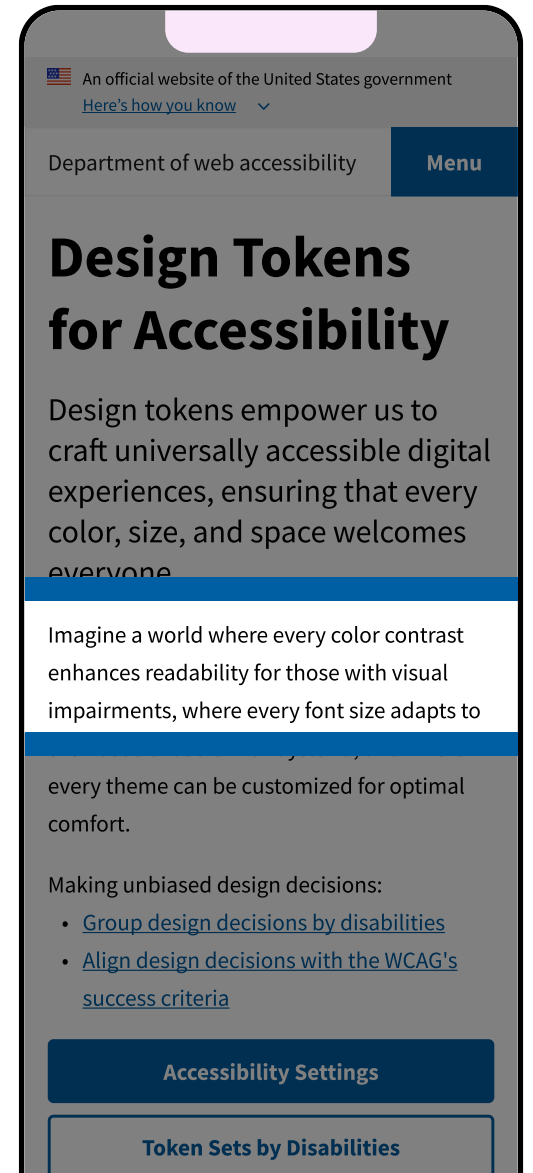 An official website of the United States government
Here's how you know
Department of web accessibility
Menu
Design Tokens
for Accessibility
Design tokens empower us to
craft universally accessible digital
experiences, ensuring that every
color, size, and space welcomes
everyone.
Imagine a world where every color contrast
enhances readability for those with visual
impairments, where every font size adapts to
every theme can be customized for optimal
comfort.
Making unbiased design decisions:
• Group design decisions by disabilities
• Align design decisions with the WCAG's
success criteria
Accessibility Settings
Token Sets by Disabilities